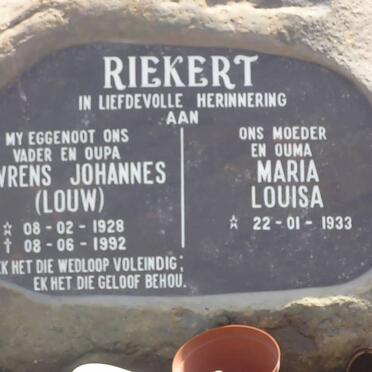 RIEKERT
IN LIEFDEVOLLE HERINNERING
AAN
MY EGGENOOT ONS
VADER EN OUPA
JOHANNES
(LOUW)
☆ 08-02-1928
† 08-06-1992
EK HET DIE WEDLOOP VOLEINDIG;
EK HET DIE GELOOF BEHOU.
ONS MOEDER
EN OUMA
MARIA
LOUISA
☆ 22-01-1933